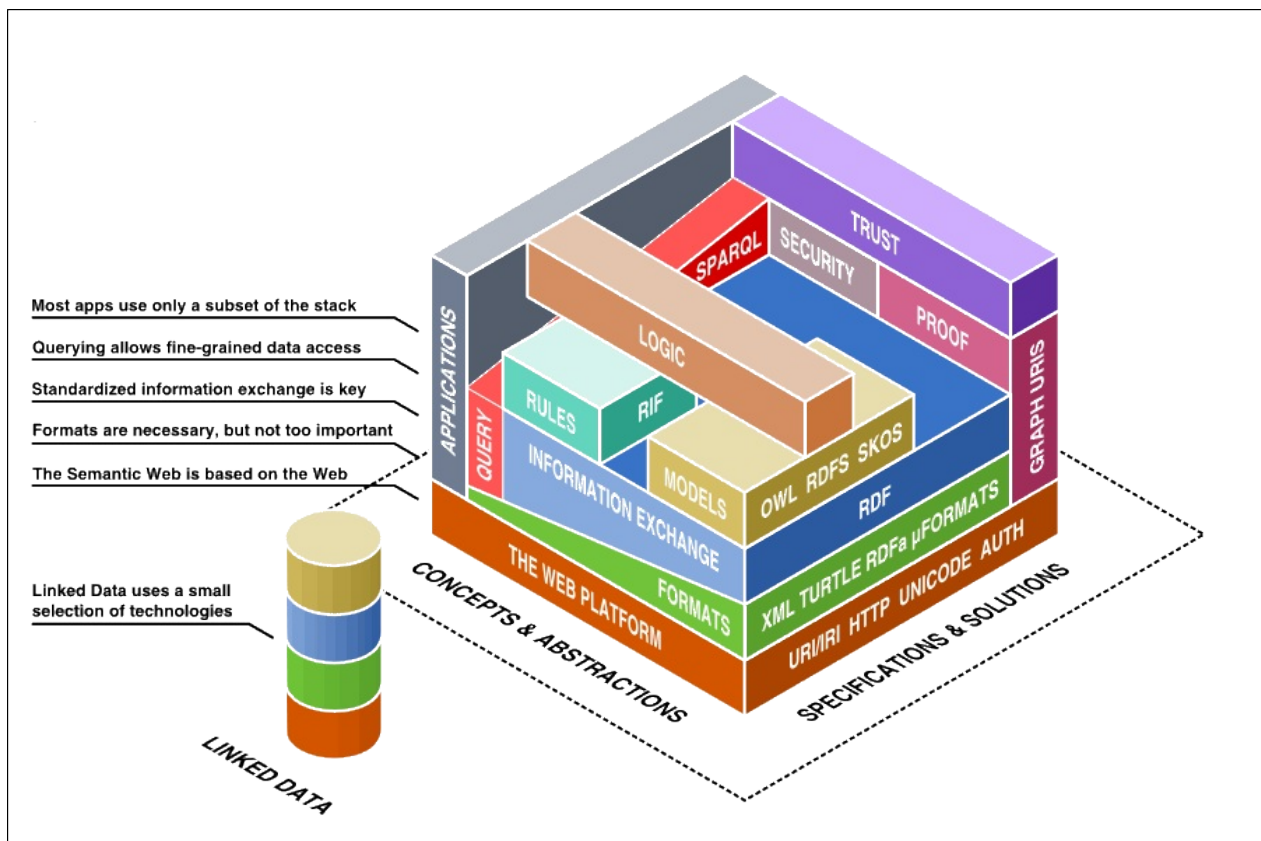 TRUST
SPARQL
SECURITY
PROOF
LOGIC
APPLICATIONS
GRAPH URIS
Most apps use only a subset of the stack
Querying allows fine-grained data access
Standardized information exchange is key
Formats are necessary, but not too important
The Semantic Web is based on the Web
RULES
RIF
QUERY
INFORMATION EXCHANGE
MODELS
OWL RDFS SKOS
RDF
FORMATS
XML TURTLE RDFa µFORMATS
THE WEB PLATFORM
URI/IRI HTTP UNICODE AUTH
CONCEPTS & ABSTRACTIONS
SPECIFICATIONS & SOLUTIONS
Linked Data uses a small
selection of technologies
LINKED DATA